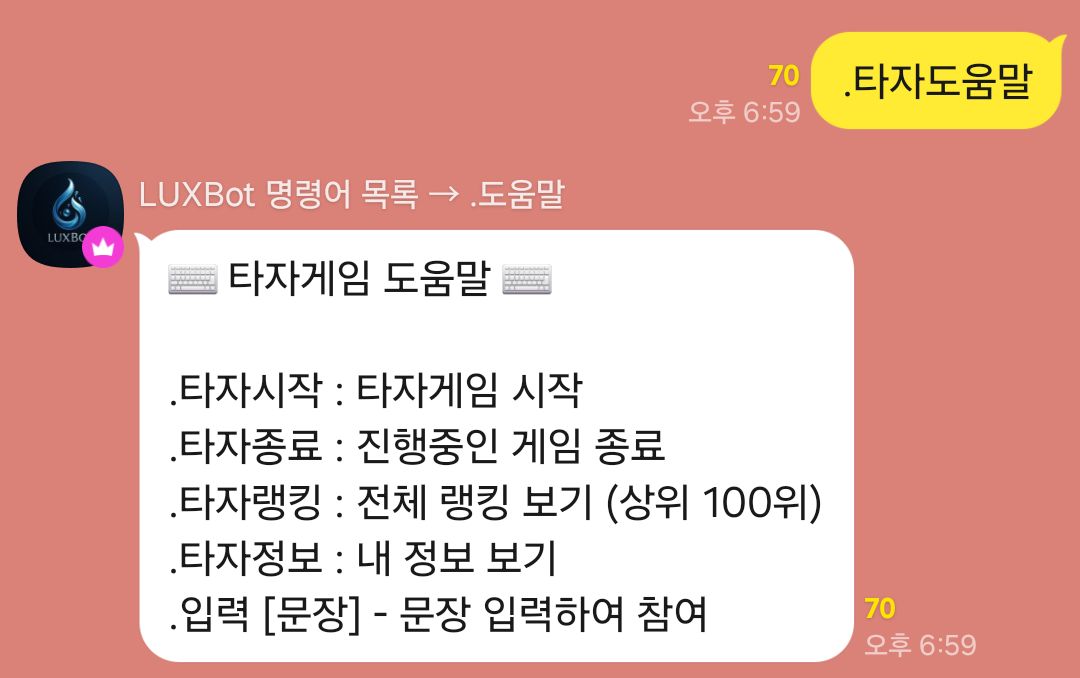 70
오후 6:59
.타자도움말
LUXBot 명령어 목록 → .도움말
LUXBo
⌨️ 타자게임 도움말 ⌨️
.타자시작 : 타자게임 시작
.타자종료 : 진행중인 게임 종료
.타자랭킹 : 전체 랭킹 보기 (상위 100위)
.타자정보 : 내 정보 보기
.입력 [문장] - 문장 입력하여 참여
70
오후 6:59